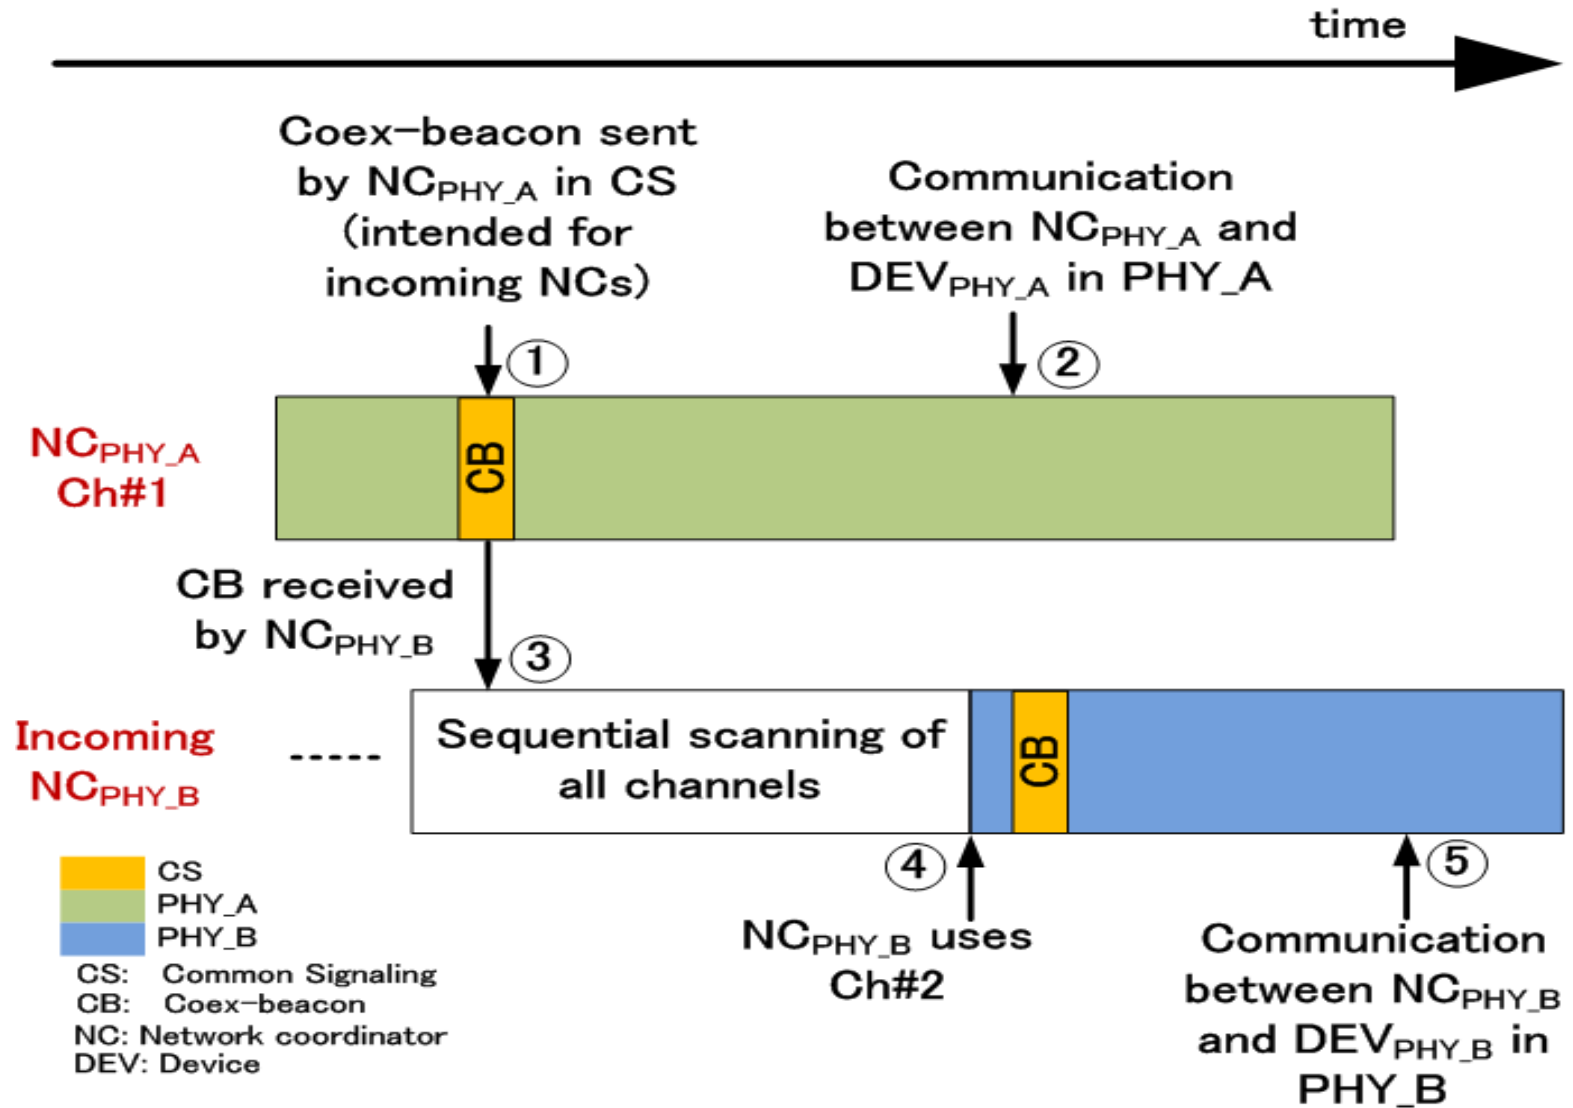 time
Coex-beacon sent
by NCPHY_A in CS
(intended for
incoming NCs)
Communication
between NCPHY_A and
DEVPHY_A in PHY_A
1
2
NCPHY_A
Ch#1
CB
CB received
by NCPHY_B
3
Incoming
NCPHY_B
-----
Sequential scanning of
all channels
CB
4
5
NCPHY_B uses
Ch#2
Communication
between NCPHY_B
and DEVPHY_B in
PHY_B
CS
PHY_A
PHY_B
CS: Common Signaling
CB: Coex-beacon
NC: Network coordinator
DEV: Device